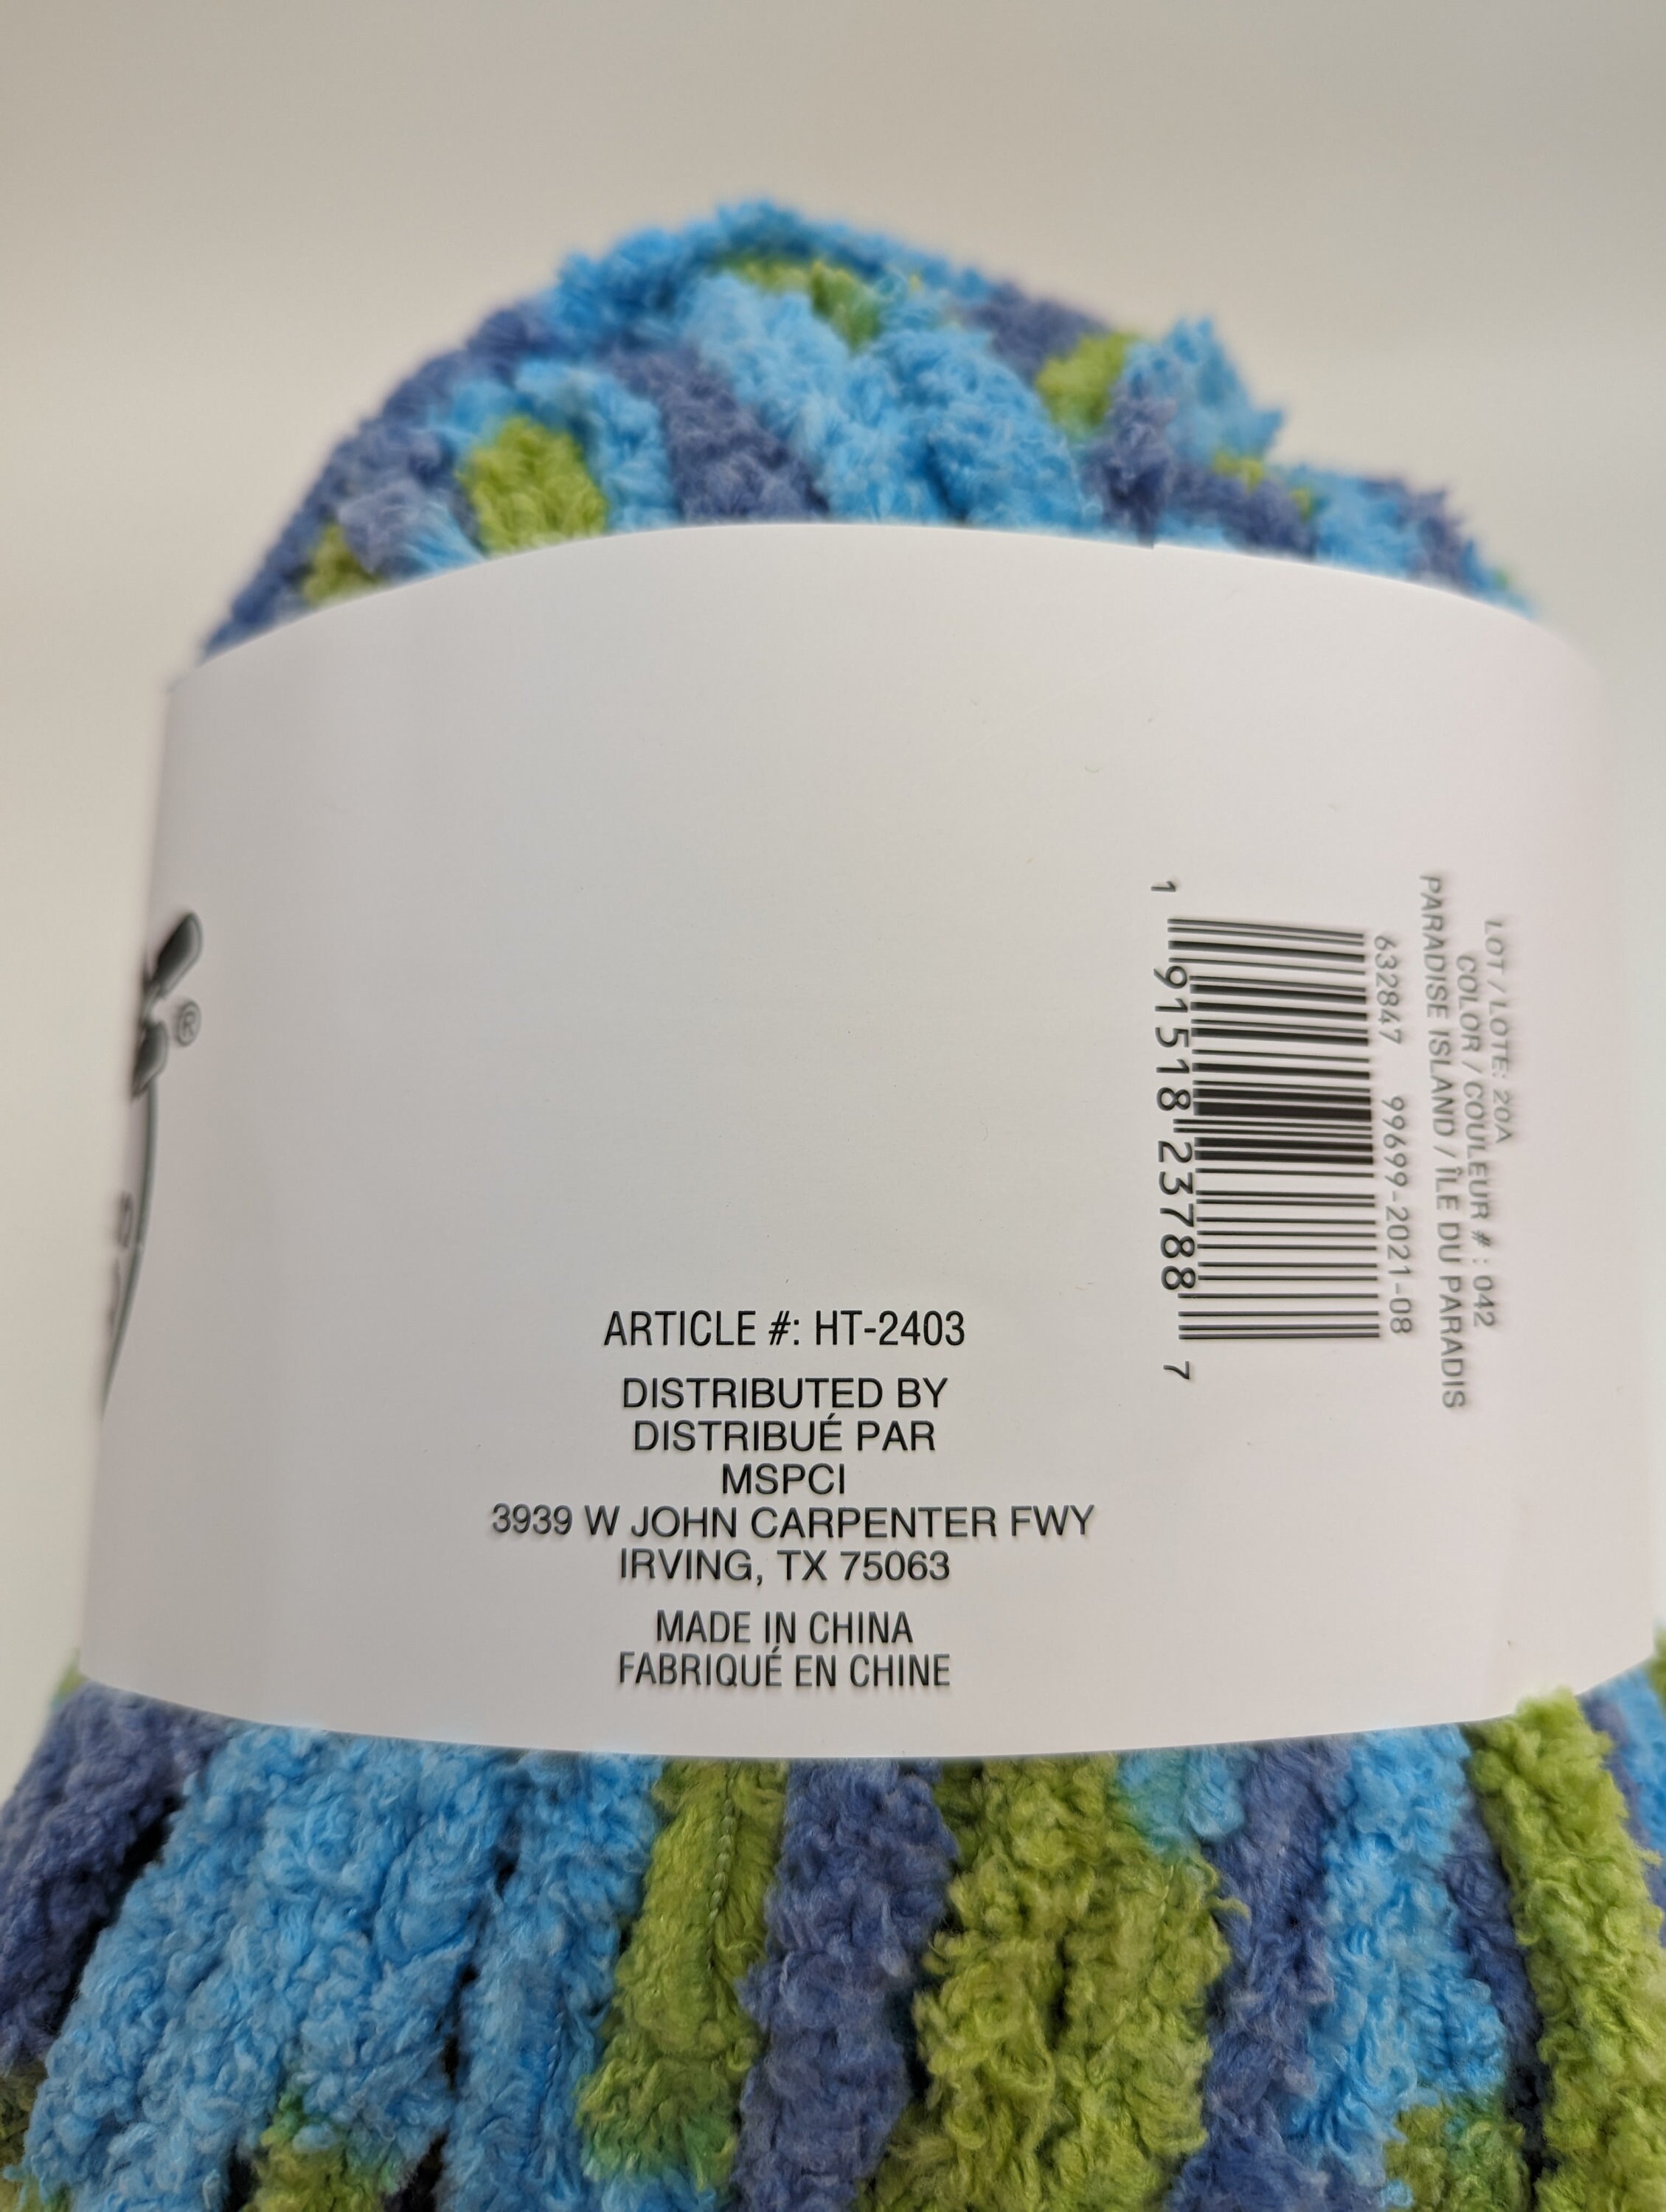 ®
ARTICLE #: HT-2403
DISTRIBUTED BY
DISTRIBUÉ PAR
MSPCI
3939 W JOHN CARPENTER FWY
IRVING, TX 75063
MADE IN CHINA
FABRIQUÉ EN CHINE
LOT / LOTE: 20A
COLOR / COULEUR # : 042
PARADISE ISLAND / ÎLE DU PARADIS
632847 99699-2021-08
1 91518 23788 7